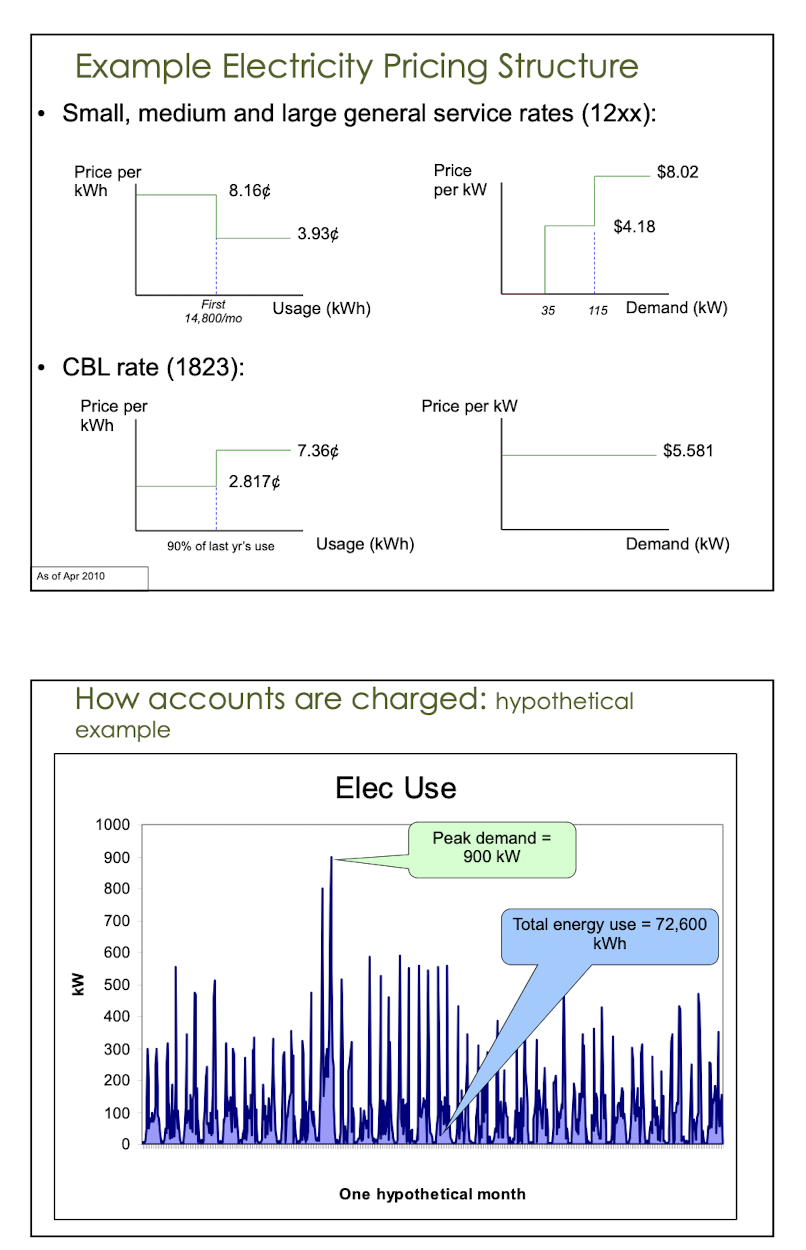 Example Electricity Pricing Structure
• Small, medium and large general service rates (12xx):
Price per
kWh
8.16¢
3.93¢
First
14,800/mo
Usage (kWh)
Price
per kW
$8.02
$4.18
35
115
Demand (kW)
• CBL rate (1823):
Price per
kWh
7.36¢
2.817¢
90% of last yr's use
Usage (kWh)
Price per kW
$5.581
Demand (kW)
As of Apr 2010
How accounts are charged: hypothetical
example
Elec Use
1000
900
800
700
600
500
400
300
200
100
0
kW
Peak demand =
900 kW
Total energy use = 72,600
kWh
One hypothetical month